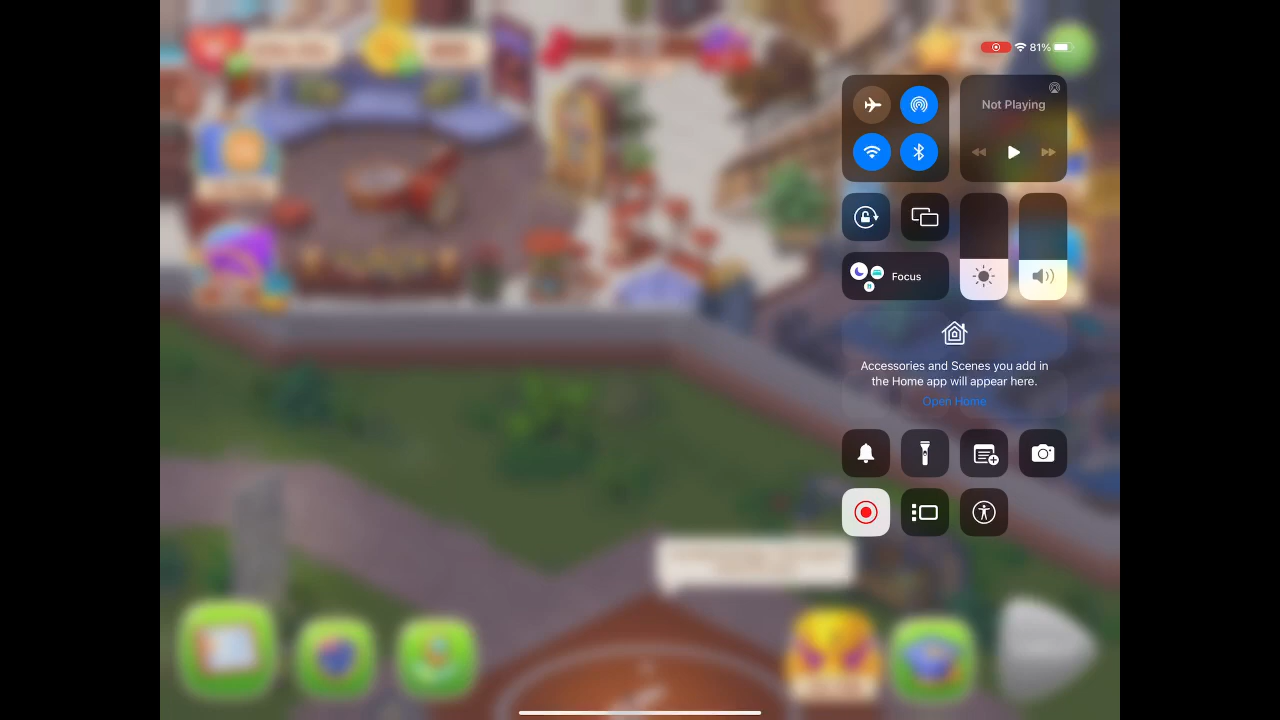 81%
Not Playing
Focus
Accessories and Scenes you add in
the Home app will appear here.
Open Home